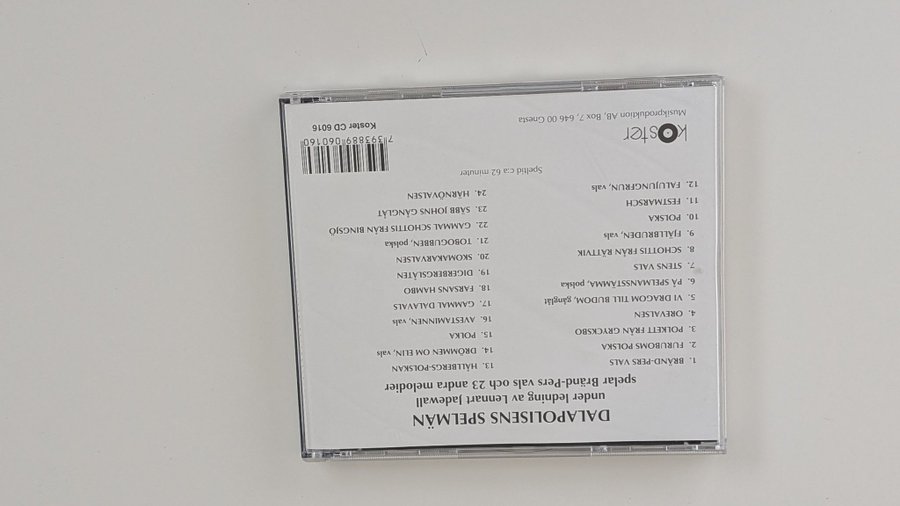 DALAPOLISENS SPELMÄN
under ledning av Lennart Jadewall
spelar Bränd-Pers vals och 23 andra melodier
1. BRÄND-PERS VALS
2. FURUBOMS POLSKA
3. POLKETT FRÅN GRYCKSBO
4. OREVALSEN
5. VI DRAGOM TILL BUDOM, gånglåt
6. PÅ SPELMANSSTÄMMA, polska
7. STENS VALS
8. SCHOTTIS FRÅN RÄTTVIK
9. FJÄLLBRUDEN, vals
10. POLSKA
11. FESTMARSCH
12. FALUJUNGFRUN, vals
13. HÄLLBERGS-POLSKAN
14. DRÖMMEN OM ELIN, vals
15. POLKA
16. AVESTAMINNEN, vals
17. GAMMAL DALAVALS
18. FARSANS HAMBO
19. DIGERBERGSLÅTEN
20. SKOMAKARVALSEN
21. TOBOGUBBEN, polska
22. GAMMAL SCHOTTIS FRÅN BINGSJÖ
23. SÄBB JOHNS GÅNGLÅT
24. HÄRNÖVALSEN
Speltid c:a 62 minuter
koster
Musikproduktion AB, Box 7, 646 00 Gnesta
7 393889 060160
Koster CD 6016